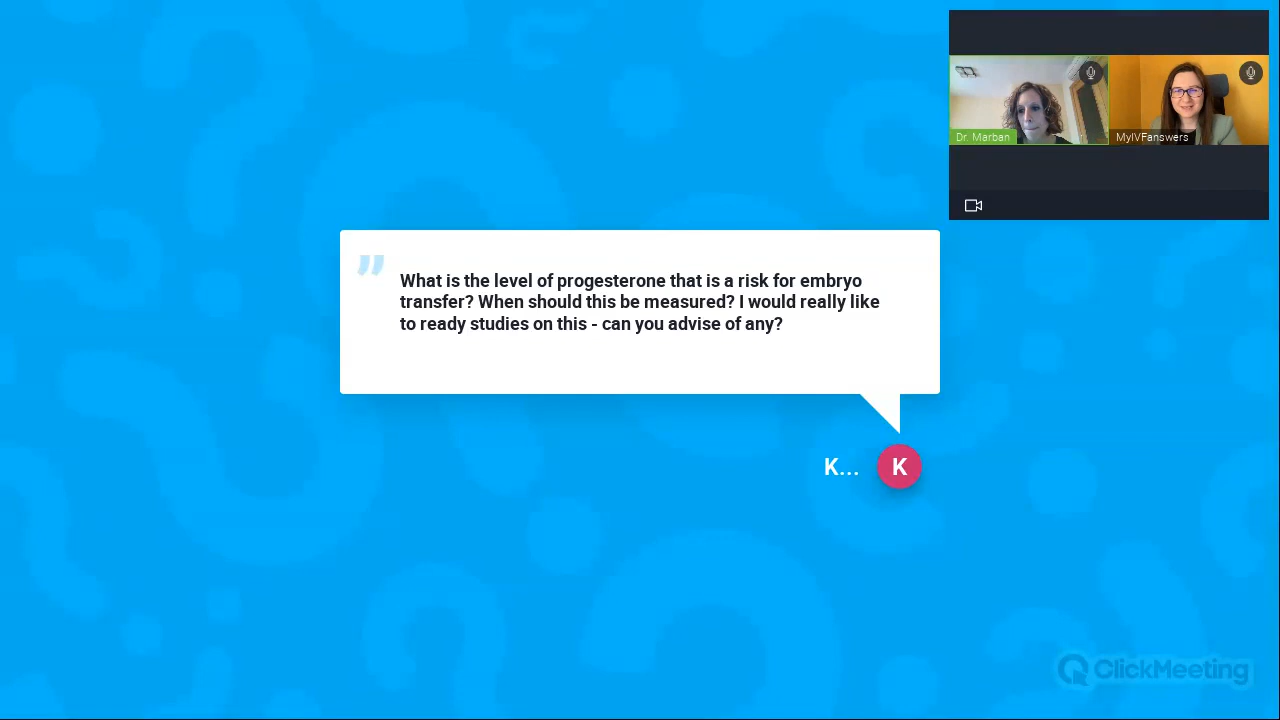 Dr. Marban
MyIVFanswers
What is the level of progesterone that is a risk for embryo
transfer? When should this be measured? I would really like
to ready studies on this - can you advise of any?
K...
K
ClickMeeting